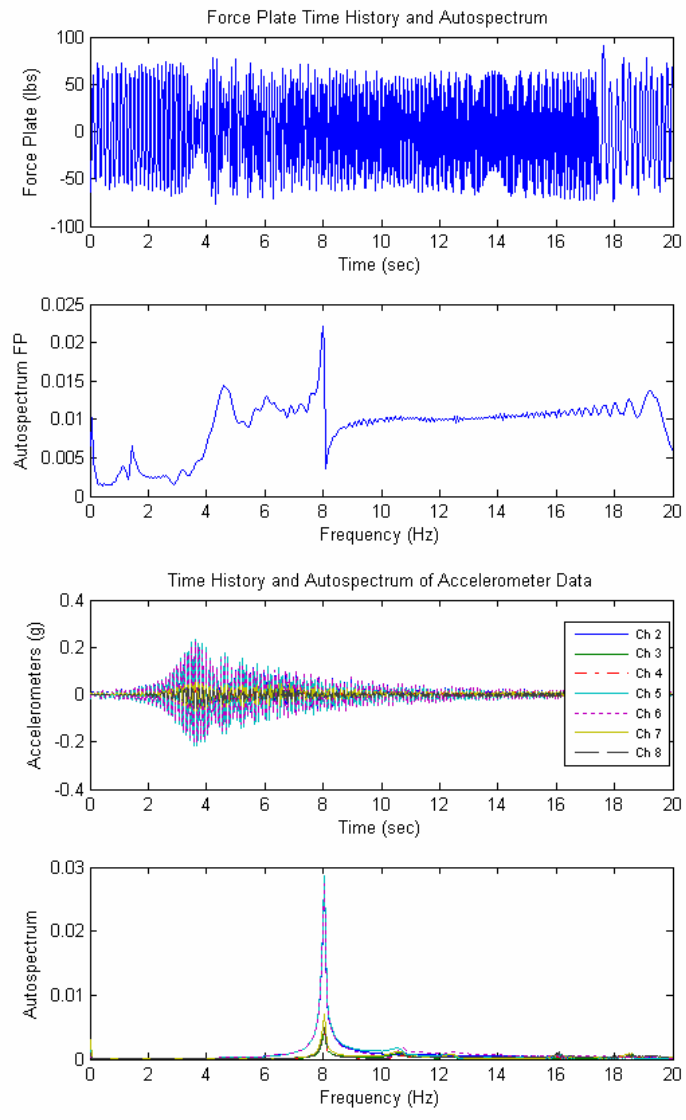 Force Plate Time History and Autospectrum
100
50
0
-50
-100
Force Plate (lbs)
0 2 4 6 8 10 12 14 16 18 20
Time (sec)
0.025
0.02
0.015
0.01
0.005
0
Autospectrum FP
0 2 4 6 8 10 12 14 16 18 20
Frequency (Hz)
Time History and Autospectrum of Accelerometer Data
0.4
0.2
0
-0.2
-0.4
Accelerometers (g)
Ch 2
Ch 3
Ch 4
Ch 5
Ch 6
Ch 7
Ch 8
0 2 4 6 8 10 12 14 16 18 20
Time (sec)
0.03
0.02
0.01
0
Autospectrum
0 2 4 6 8 10 12 14 16 18 20
Frequency (Hz)